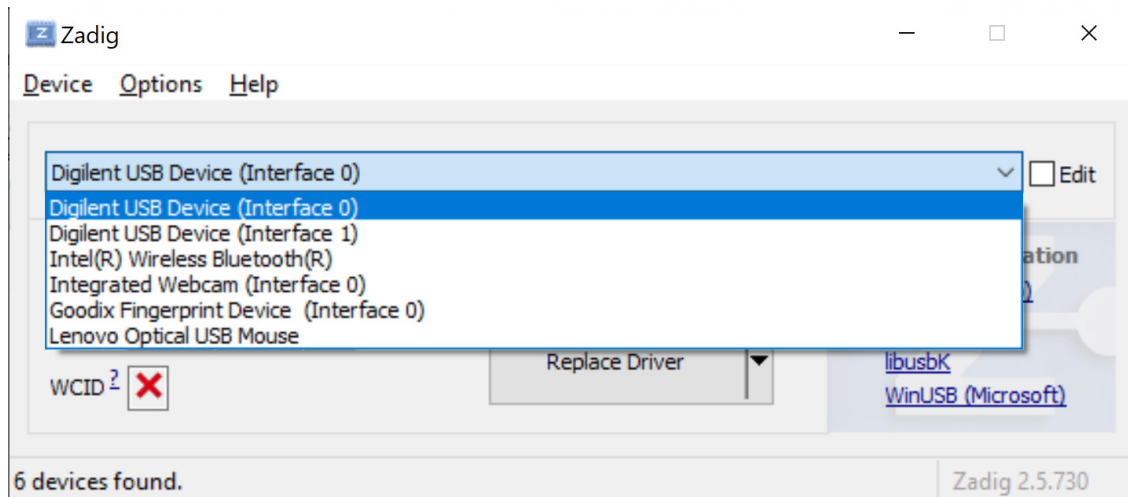 Zadig
Device Options Help
Digilent USB Device (Interface 0)
Edit
Digilent USB Device (Interface 0)
Digilent USB Device (Interface 1)
Intel(R) Wireless Bluetooth(R)
Integrated Webcam (Interface 0)
Goodix Fingerprint Device (Interface 0)
Lenovo Optical USB Mouse
ation
WCID ?
Replace Driver
libusbK
WinUSB (Microsoft)
6 devices found.
Zadig 2.5.730